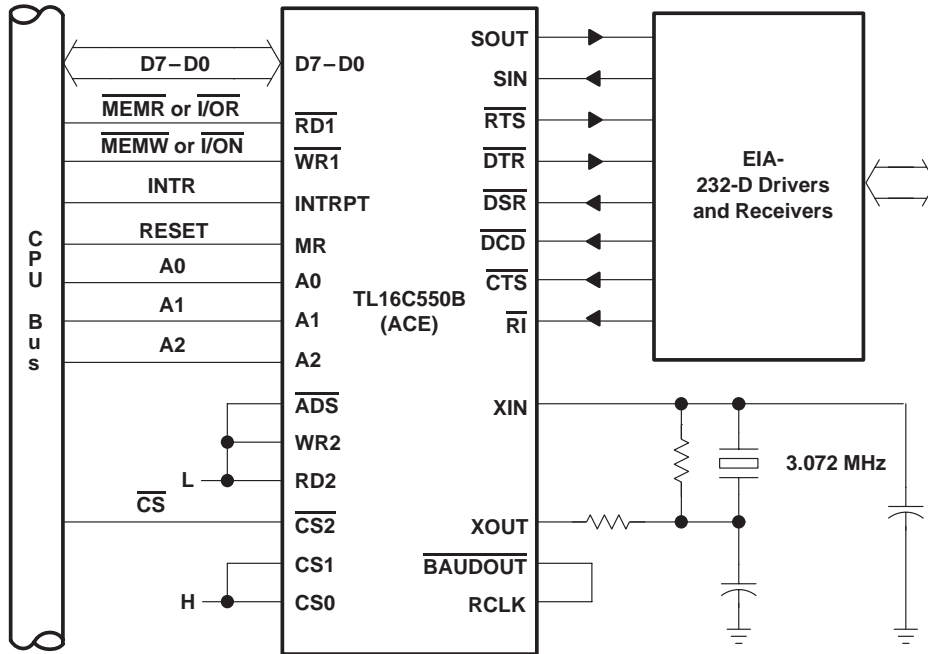 CPU Bus
D7–D0
MEMR or I/OR
MEMW or I/ON
INTR
RESET
A0
A1
A2
L
CS
H
D7–D0
RD1
WR1
INTRPT
MR
A0
A1
A2
ADS
WR2
RD2
CS2
CS1
CS0
TL16C550B
(ACE)
SOUT
SIN
RTS
DTR
DSR
DCD
CTS
RI
XIN
XOUT
BAUDOUT
RCLK
EIA-
232-D Drivers
and Receivers
3.072 MHz